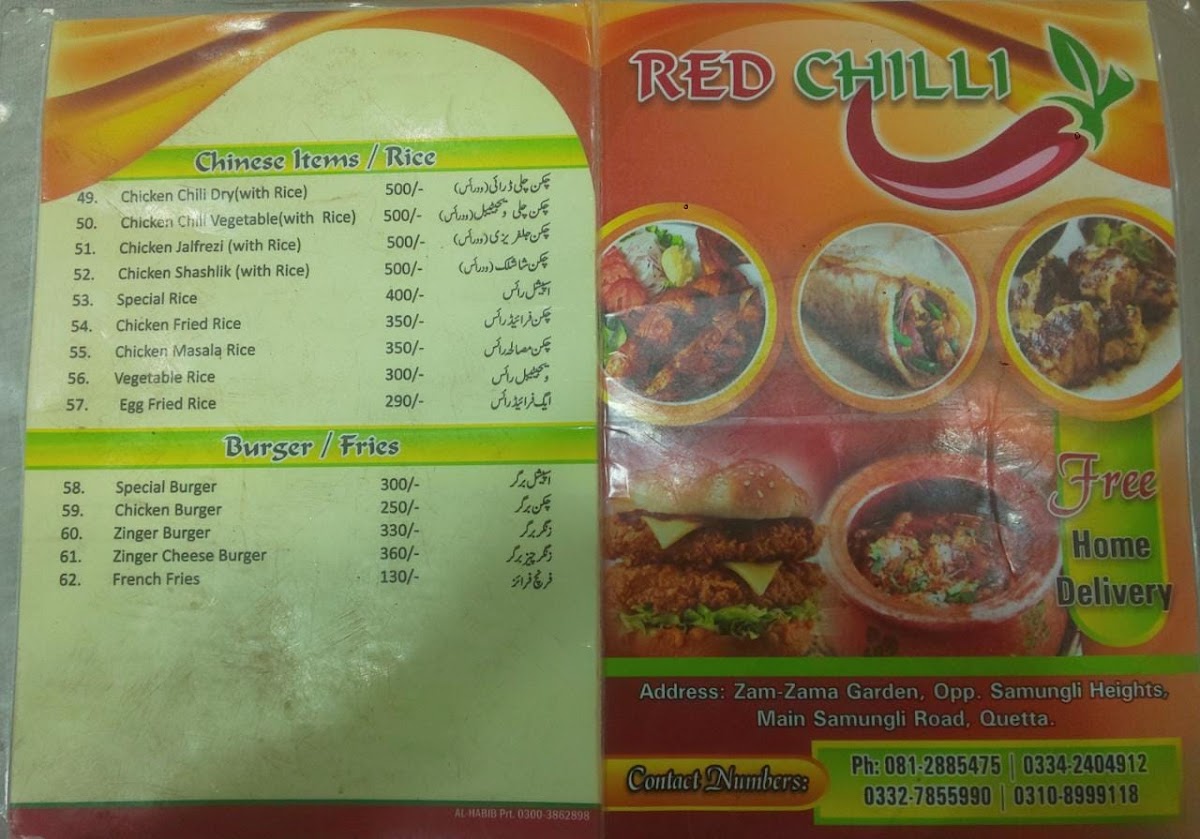 Chinese Items / Rice
49. Chicken Chili Dry(with Rice) 500/- چکن چلی ڈرائی(ود رائس)
50. Chicken Chili Vegetable(with Rice) 500/- چکن چلی ویجیٹیبل(ود رائس)
51. Chicken Jalfrezi (with Rice) 500/- چکن جلفریزی(ود رائس)
52. Chicken Shashlik (with Rice) 500/- چکن شاشلک(ود رائس)
53. Special Rice 400/- اسپیشل رائس
54. Chicken Fried Rice 350/- چکن فرائیڈ رائس
55. Chicken Masala Rice 350/- چکن مصالحہ رائس
56. Vegetable Rice 300/- ویجیٹیبل رائس
57. Egg Fried Rice 290/- ایگ فرائیڈ رائس
Burger / Fries
58. Special Burger 300/- اسپیشل برگر
59. Chicken Burger 250/- چکن برگر
60. Zinger Burger 330/- زنگر برگر
61. Zinger Cheese Burger 360/- زنگر چیز برگر
62. French Fries 130/- فرنچ فرائز
AL-HABIB Prt. 0300-3862898
RED CHILLI
Free
Home
Delivery
Address: Zam-Zama Garden, Opp. Samungli Heights,
Main Samungli Road, Quetta.
Contact Numbers:
Ph: 081-2885475 | 0334-2404912
0332-7855990 | 0310-8999118